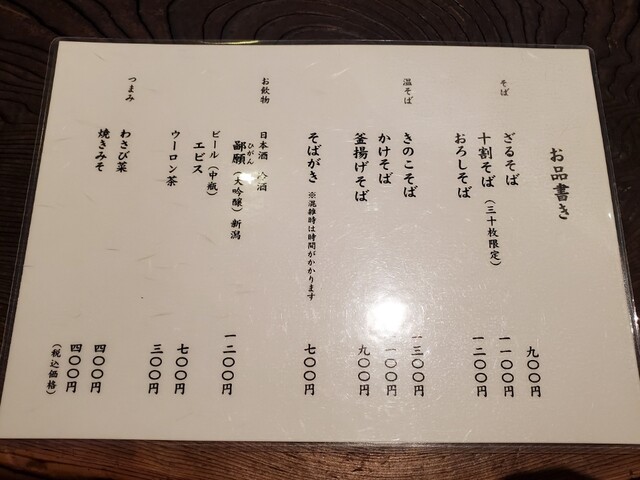 お品書き
そば
ざるそば 九〇〇円
十割そば(三十枚限定) 一一〇〇円
おろしそば 一二〇〇円
温そば
きのこそば 一三〇〇円
かけそば 一一〇〇円
釜揚げそば 九〇〇円
そばがき ※混雑時は時間がかかります 七〇〇円
お飲物
日本酒 冷酒
鄙願(大吟醸)新潟 一二〇〇円
ひがん
ビール(中瓶)
エビス 七〇〇円
ウーロン茶 三〇〇円
つまみ
わさび菜 四〇〇円
焼きみそ 四〇〇円
(税込価格)